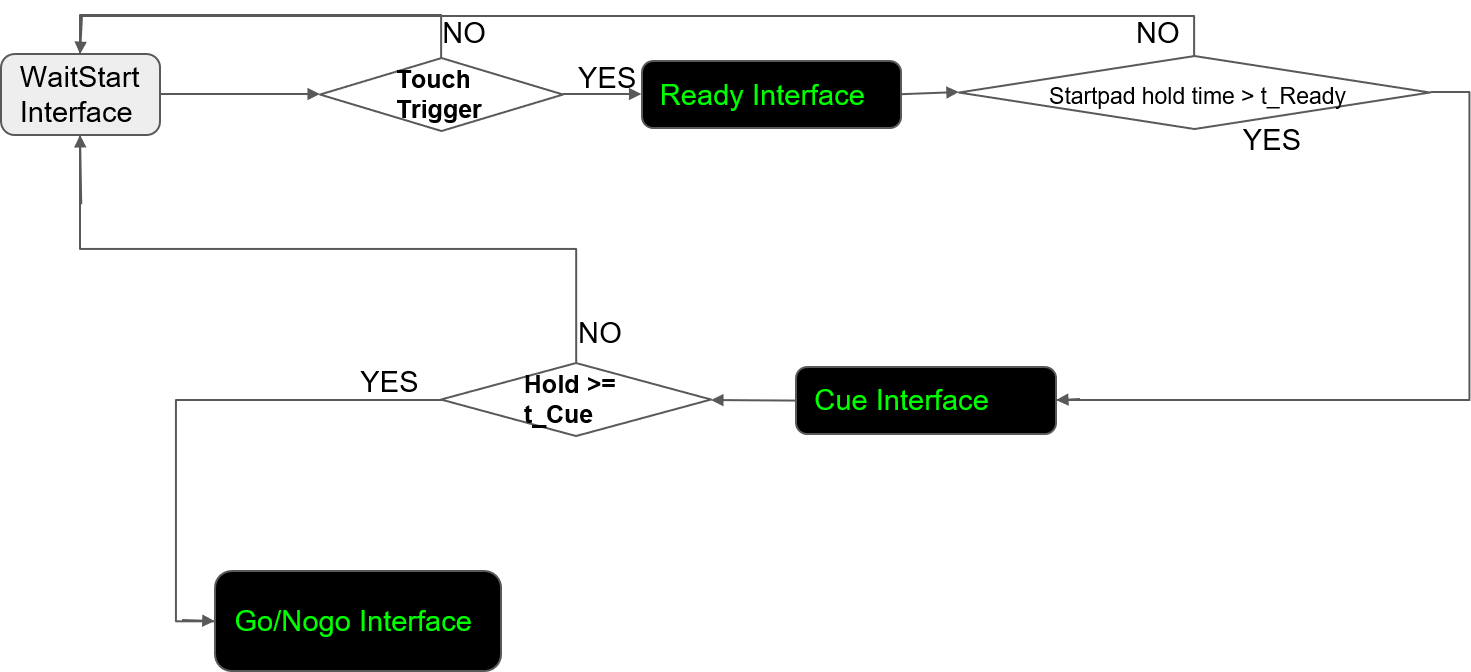 NO
NO
WaitStart
Interface
Touch
Trigger
YES
Ready Interface
Startpad hold time > t_Ready
YES
NO
YES
Hold >=
t_Cue
Cue Interface
Go/Nogo Interface